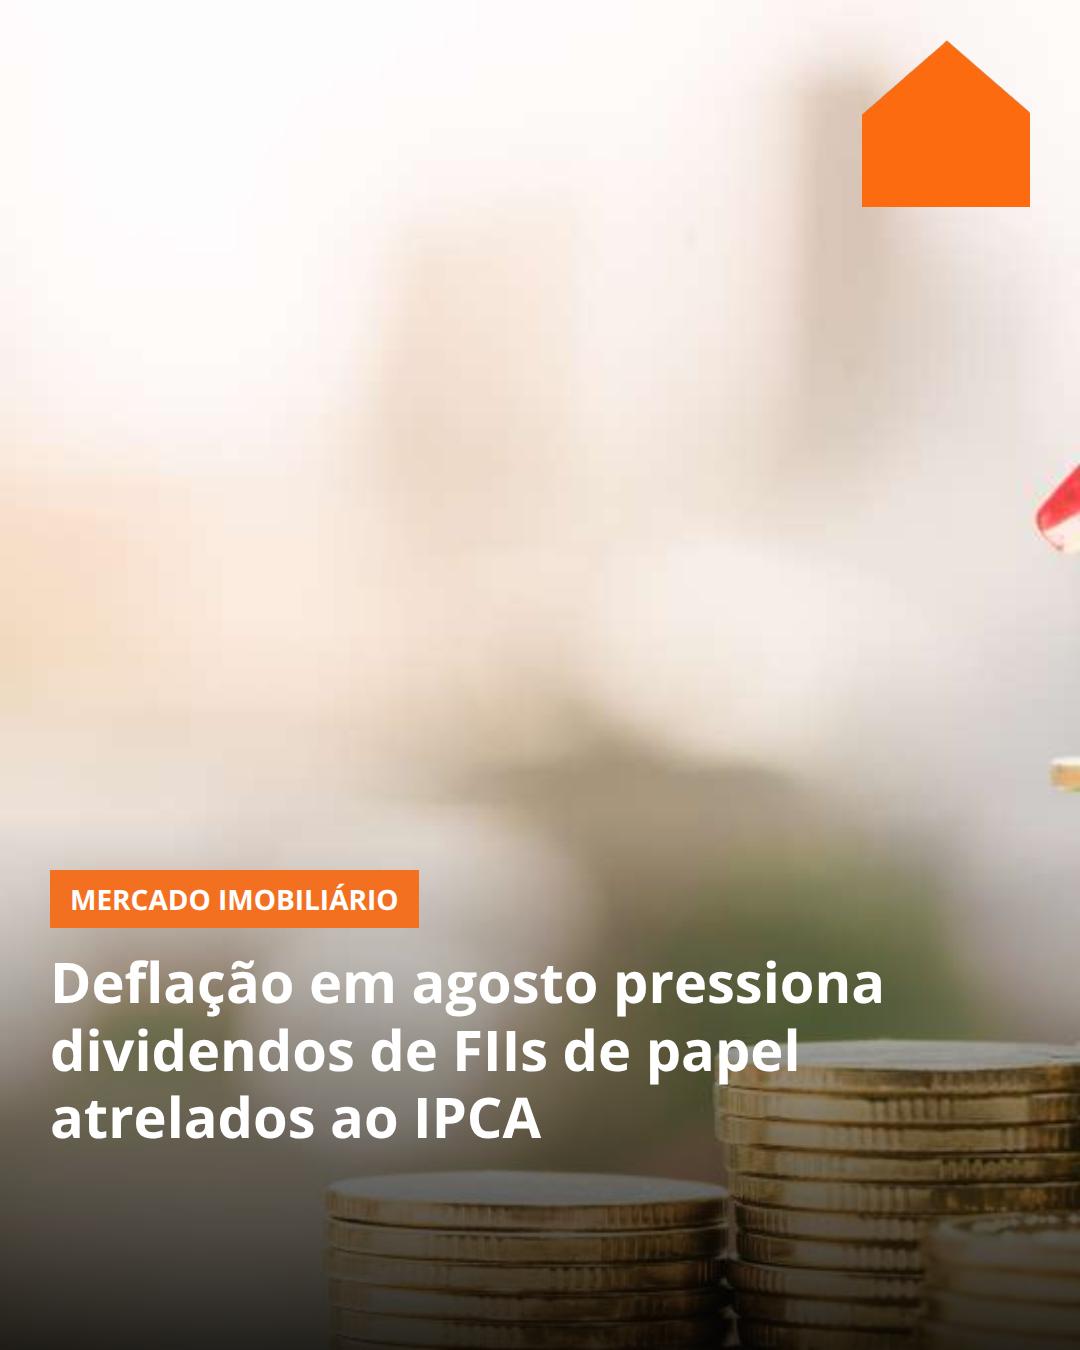 MERCADO IMOBILIÁRIO
Deflação em agosto pressiona
dividendos de FIIs de papel
atrelados ao IPCA